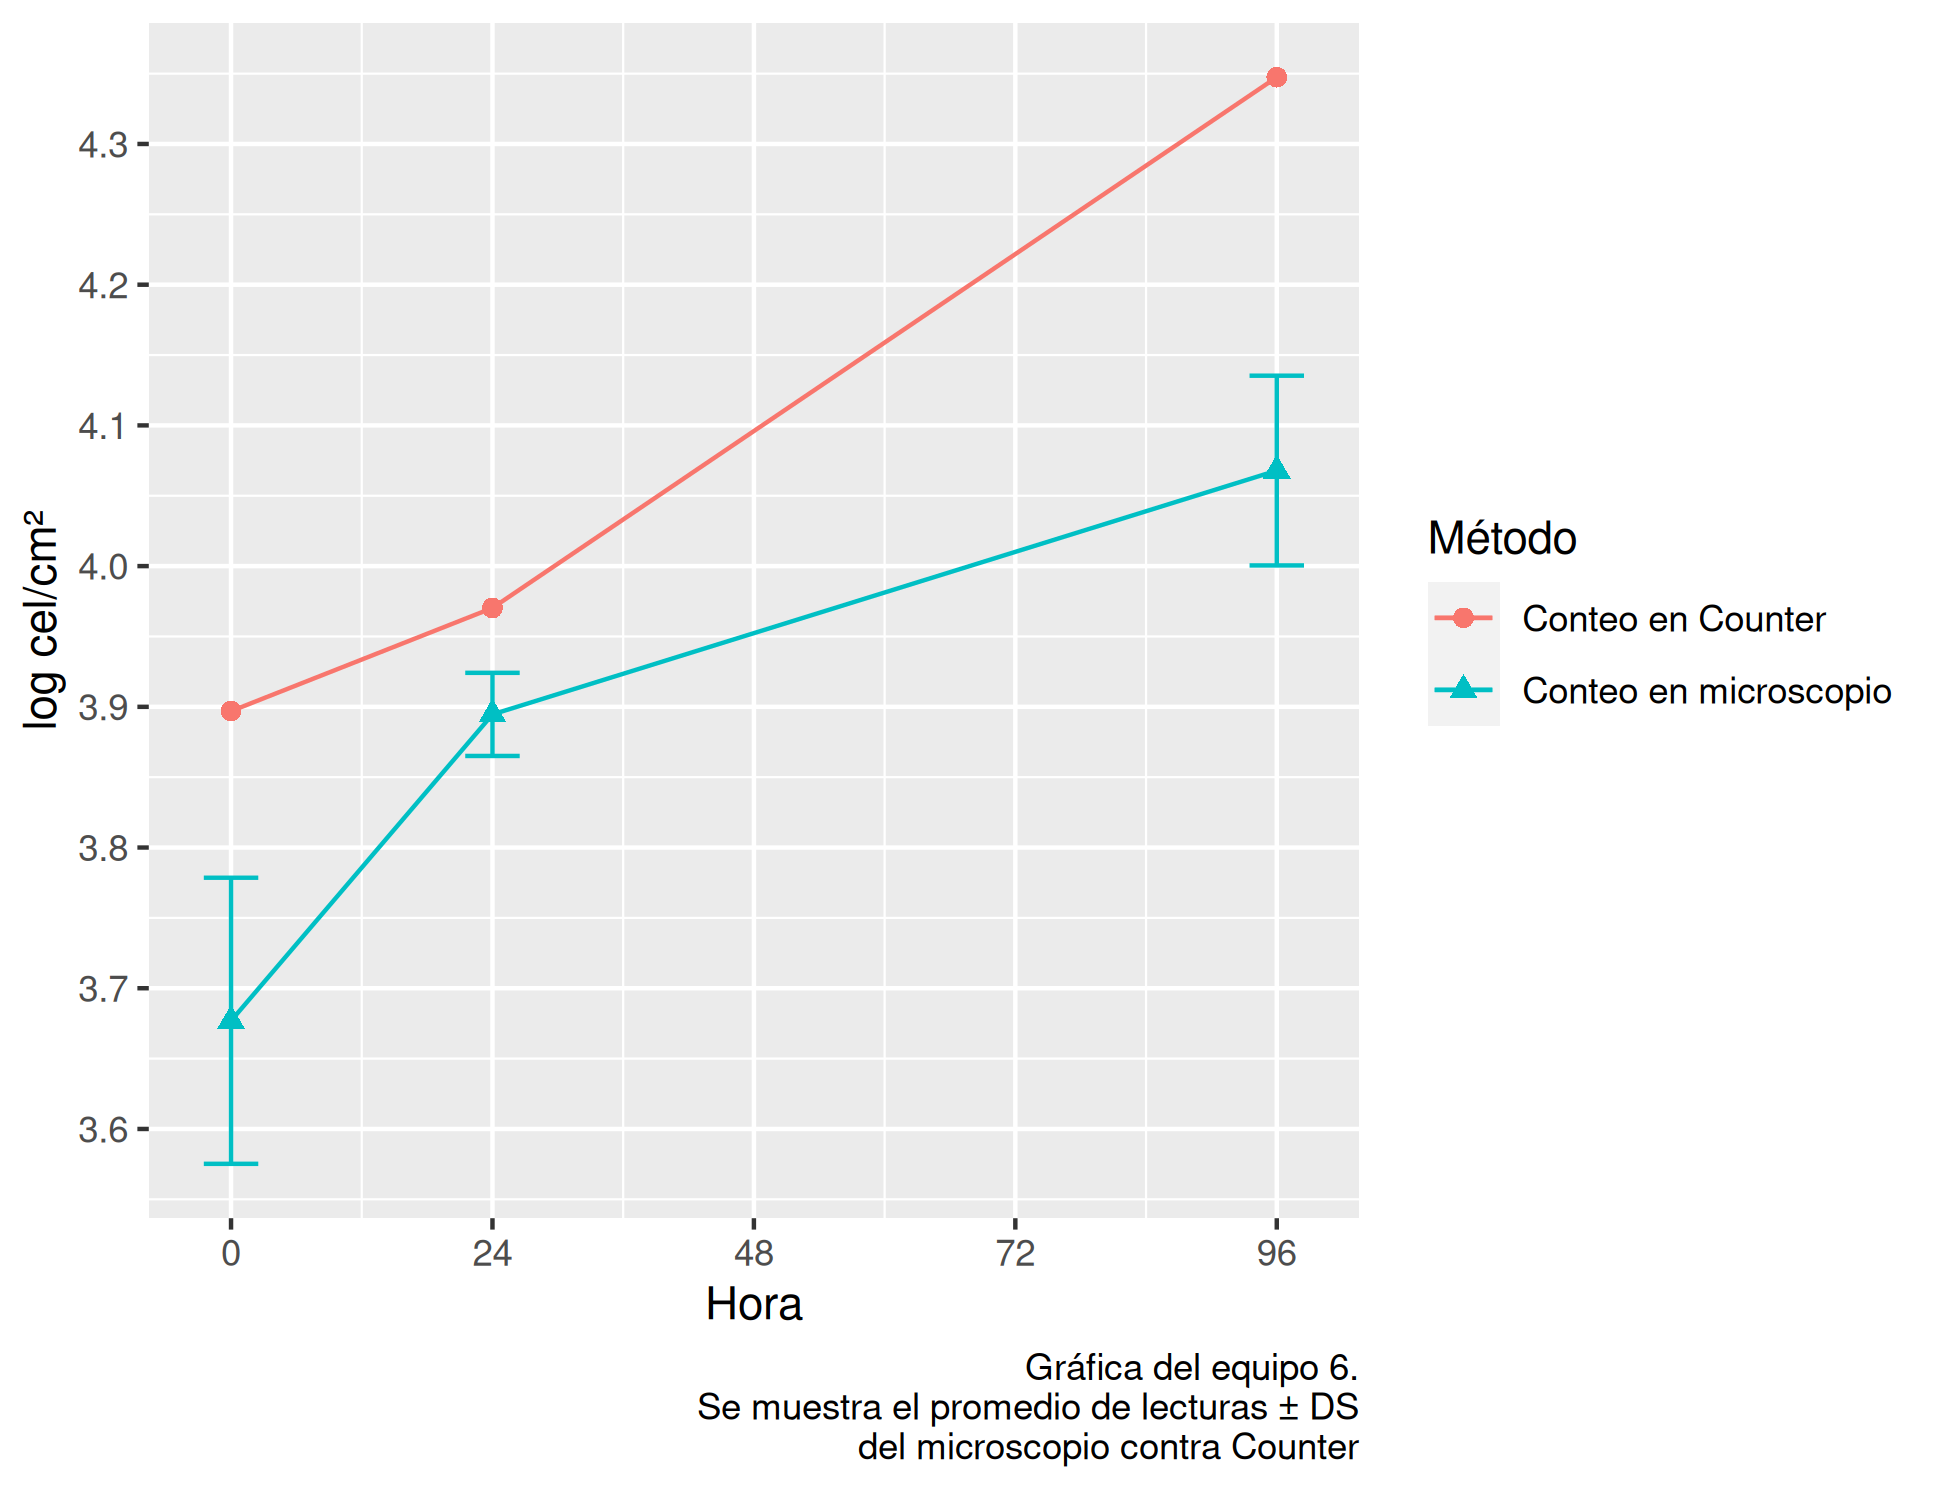 log cel/cm²
4.3
4.2
4.1
4.0
3.9
3.8
3.7
3.6
0 24 48 72 96
Hora
Método
Conteo en Counter
Conteo en microscopio
Gráfica del equipo 6.
Se muestra el promedio de lecturas ± DS
del microscopio contra Counter